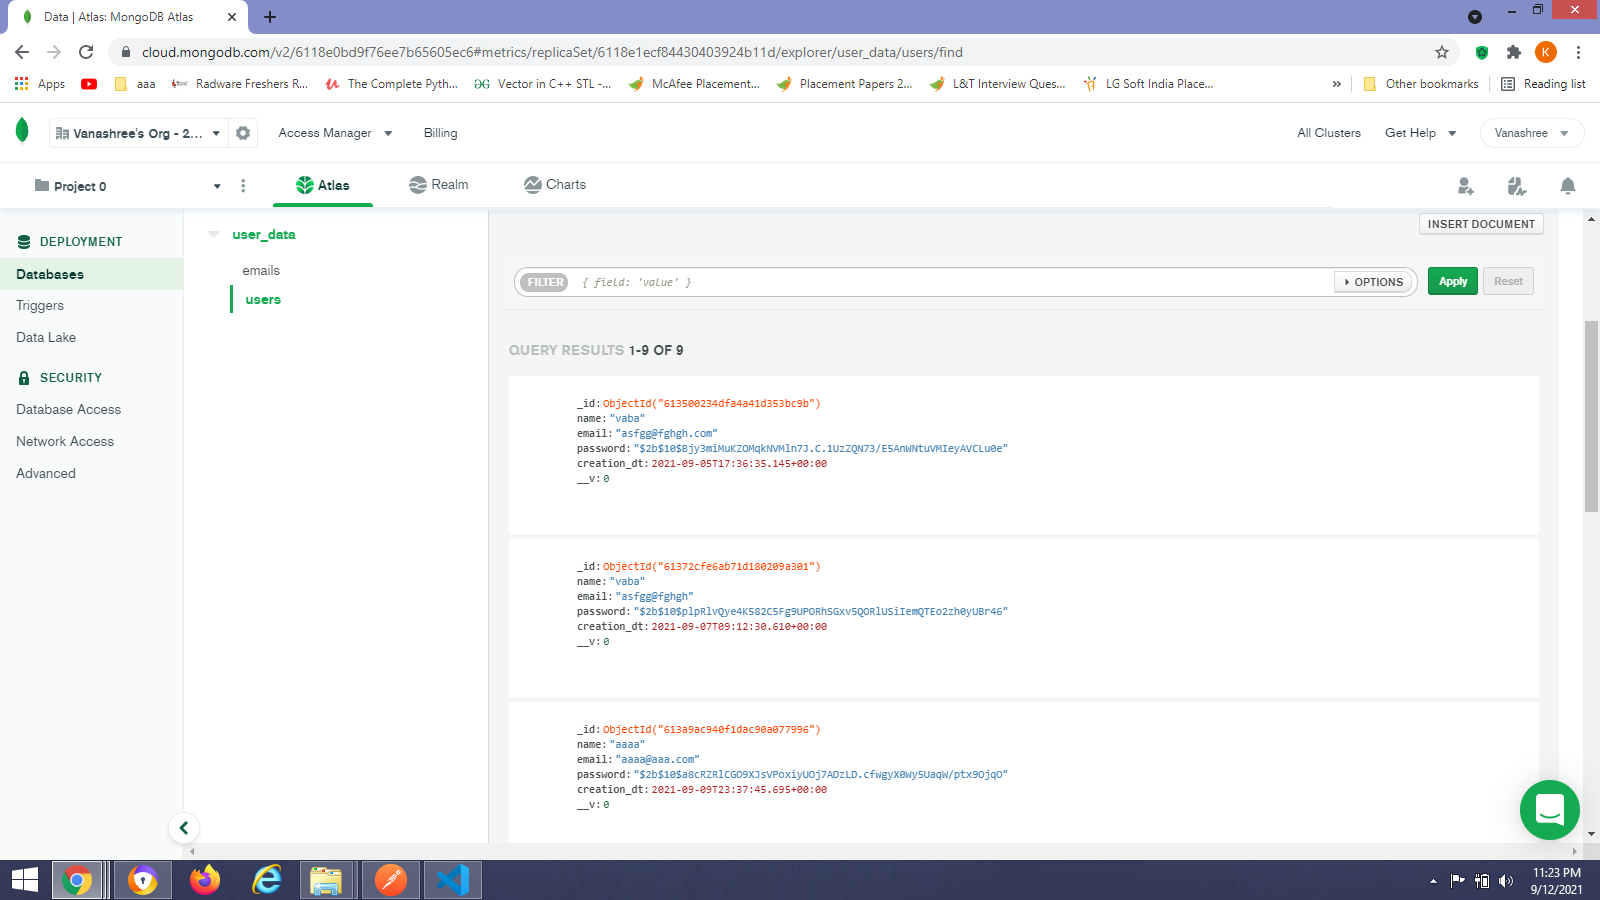 Data | Atlas: MongoDB Atlas
cloud.mongodb.com/v2/6118e0bd9f76ee7b65605ec6#metrics/replicaSet/6118e1ecf84430403924b11d/explorer/user_data/users/find
K
Apps
aaa
Radware Freshers R...
The Complete Pyth...
Vector in C++ STL -...
McAfee Placement...
Placement Papers 2...
L&T Interview Ques...
LG Soft India Place...
»
Other bookmarks
Reading list
Vanashree's Org - 2...
Access Manager
Billing
All Clusters
Get Help
Vanashree
Project 0
Atlas
Realm
Charts
DEPLOYMENT
Databases
Triggers
Data Lake
SECURITY
Database Access
Network Access
Advanced
user_data
emails
users
INSERT DOCUMENT
FILTER { field: 'value' }
OPTIONS
Apply
Reset
QUERY RESULTS 1-9 OF 9
_id: ObjectId("613500234dfa4a41d353bc9b")
name: "vaba"
email: "asfgg@fghgh.com"
password: "$2b$10$Bjy3miMuKZOMqkNVMln7J.C.1UzZQN73/E5AnWNtuVMIeyAVCLu0e"
creation_dt: 2021-09-05T17:36:35.145+00:00
__v: 0
_id: ObjectId("61372cfe6ab71d180209a301")
name: "vaba"
email: "asfgg@fghgh"
password: "$2b$10$plpRlvQye4K582C5Fg9UPORhSGxv5QORlUSiIemQTEo2zh0yUBr46"
creation_dt: 2021-09-07T09:12:30.610+00:00
__v: 0
_id: ObjectId("613a9ac940f1dac90a077996")
name: "aaaa"
email: "aaaa@aaa.com"
password: "$2b$10$a8cRZRlCGO9XJsVPoxiyUOj7ADzLD.cfwgyX0Wy5UaqW/ptx9OjqO"
creation_dt: 2021-09-09T23:37:45.695+00:00
__v: 0
11:23 PM
9/12/2021